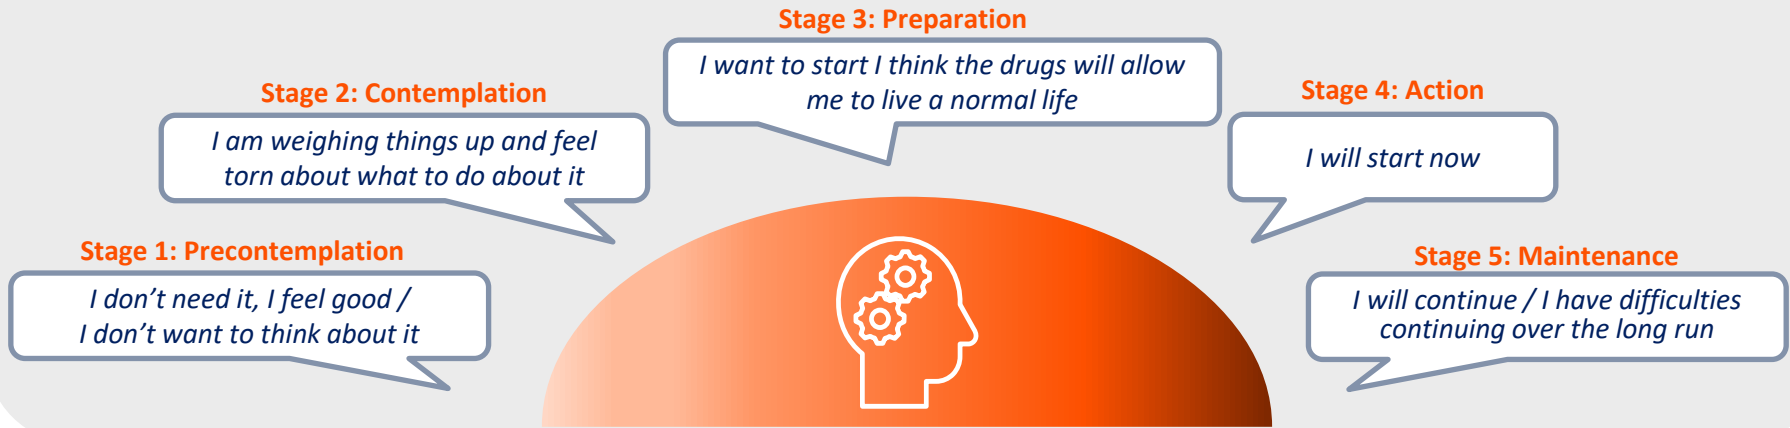 Stage 1: Precontemplation
I don’t need it, I feel good /
I don’t want to think about it
Stage 2: Contemplation
I am weighing things up and feel
torn about what to do about it
Stage 3: Preparation
I want to start I think the drugs will allow
me to live a normal life
Stage 4: Action
I will start now
Stage 5: Maintenance
I will continue / I have difficulties
continuing over the long run